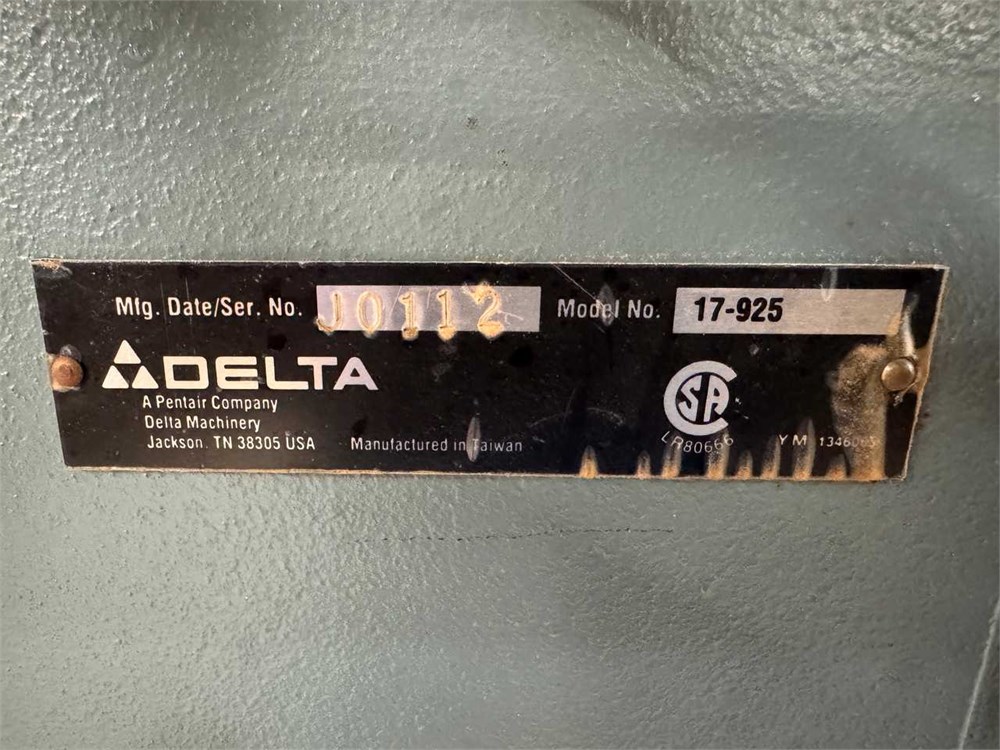 Mfg. Date/Ser. No. J0112 Model No. 17-925
DELTA
A Pentair Company
Delta Machinery
Jackson, TN 38305 USA Manufactured in Taiwan
CSA
LR80666 YM